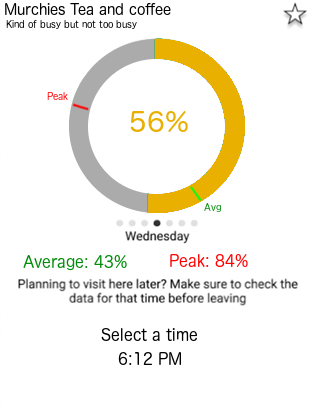 Murchies Tea and coffee
Kind of busy but not too busy
Peak
56%
Avg
Wednesday
Average: 43%
Peak: 84%
Planning to visit here later? Make sure to check the
data for that time before leaving
Select a time
6:12 PM